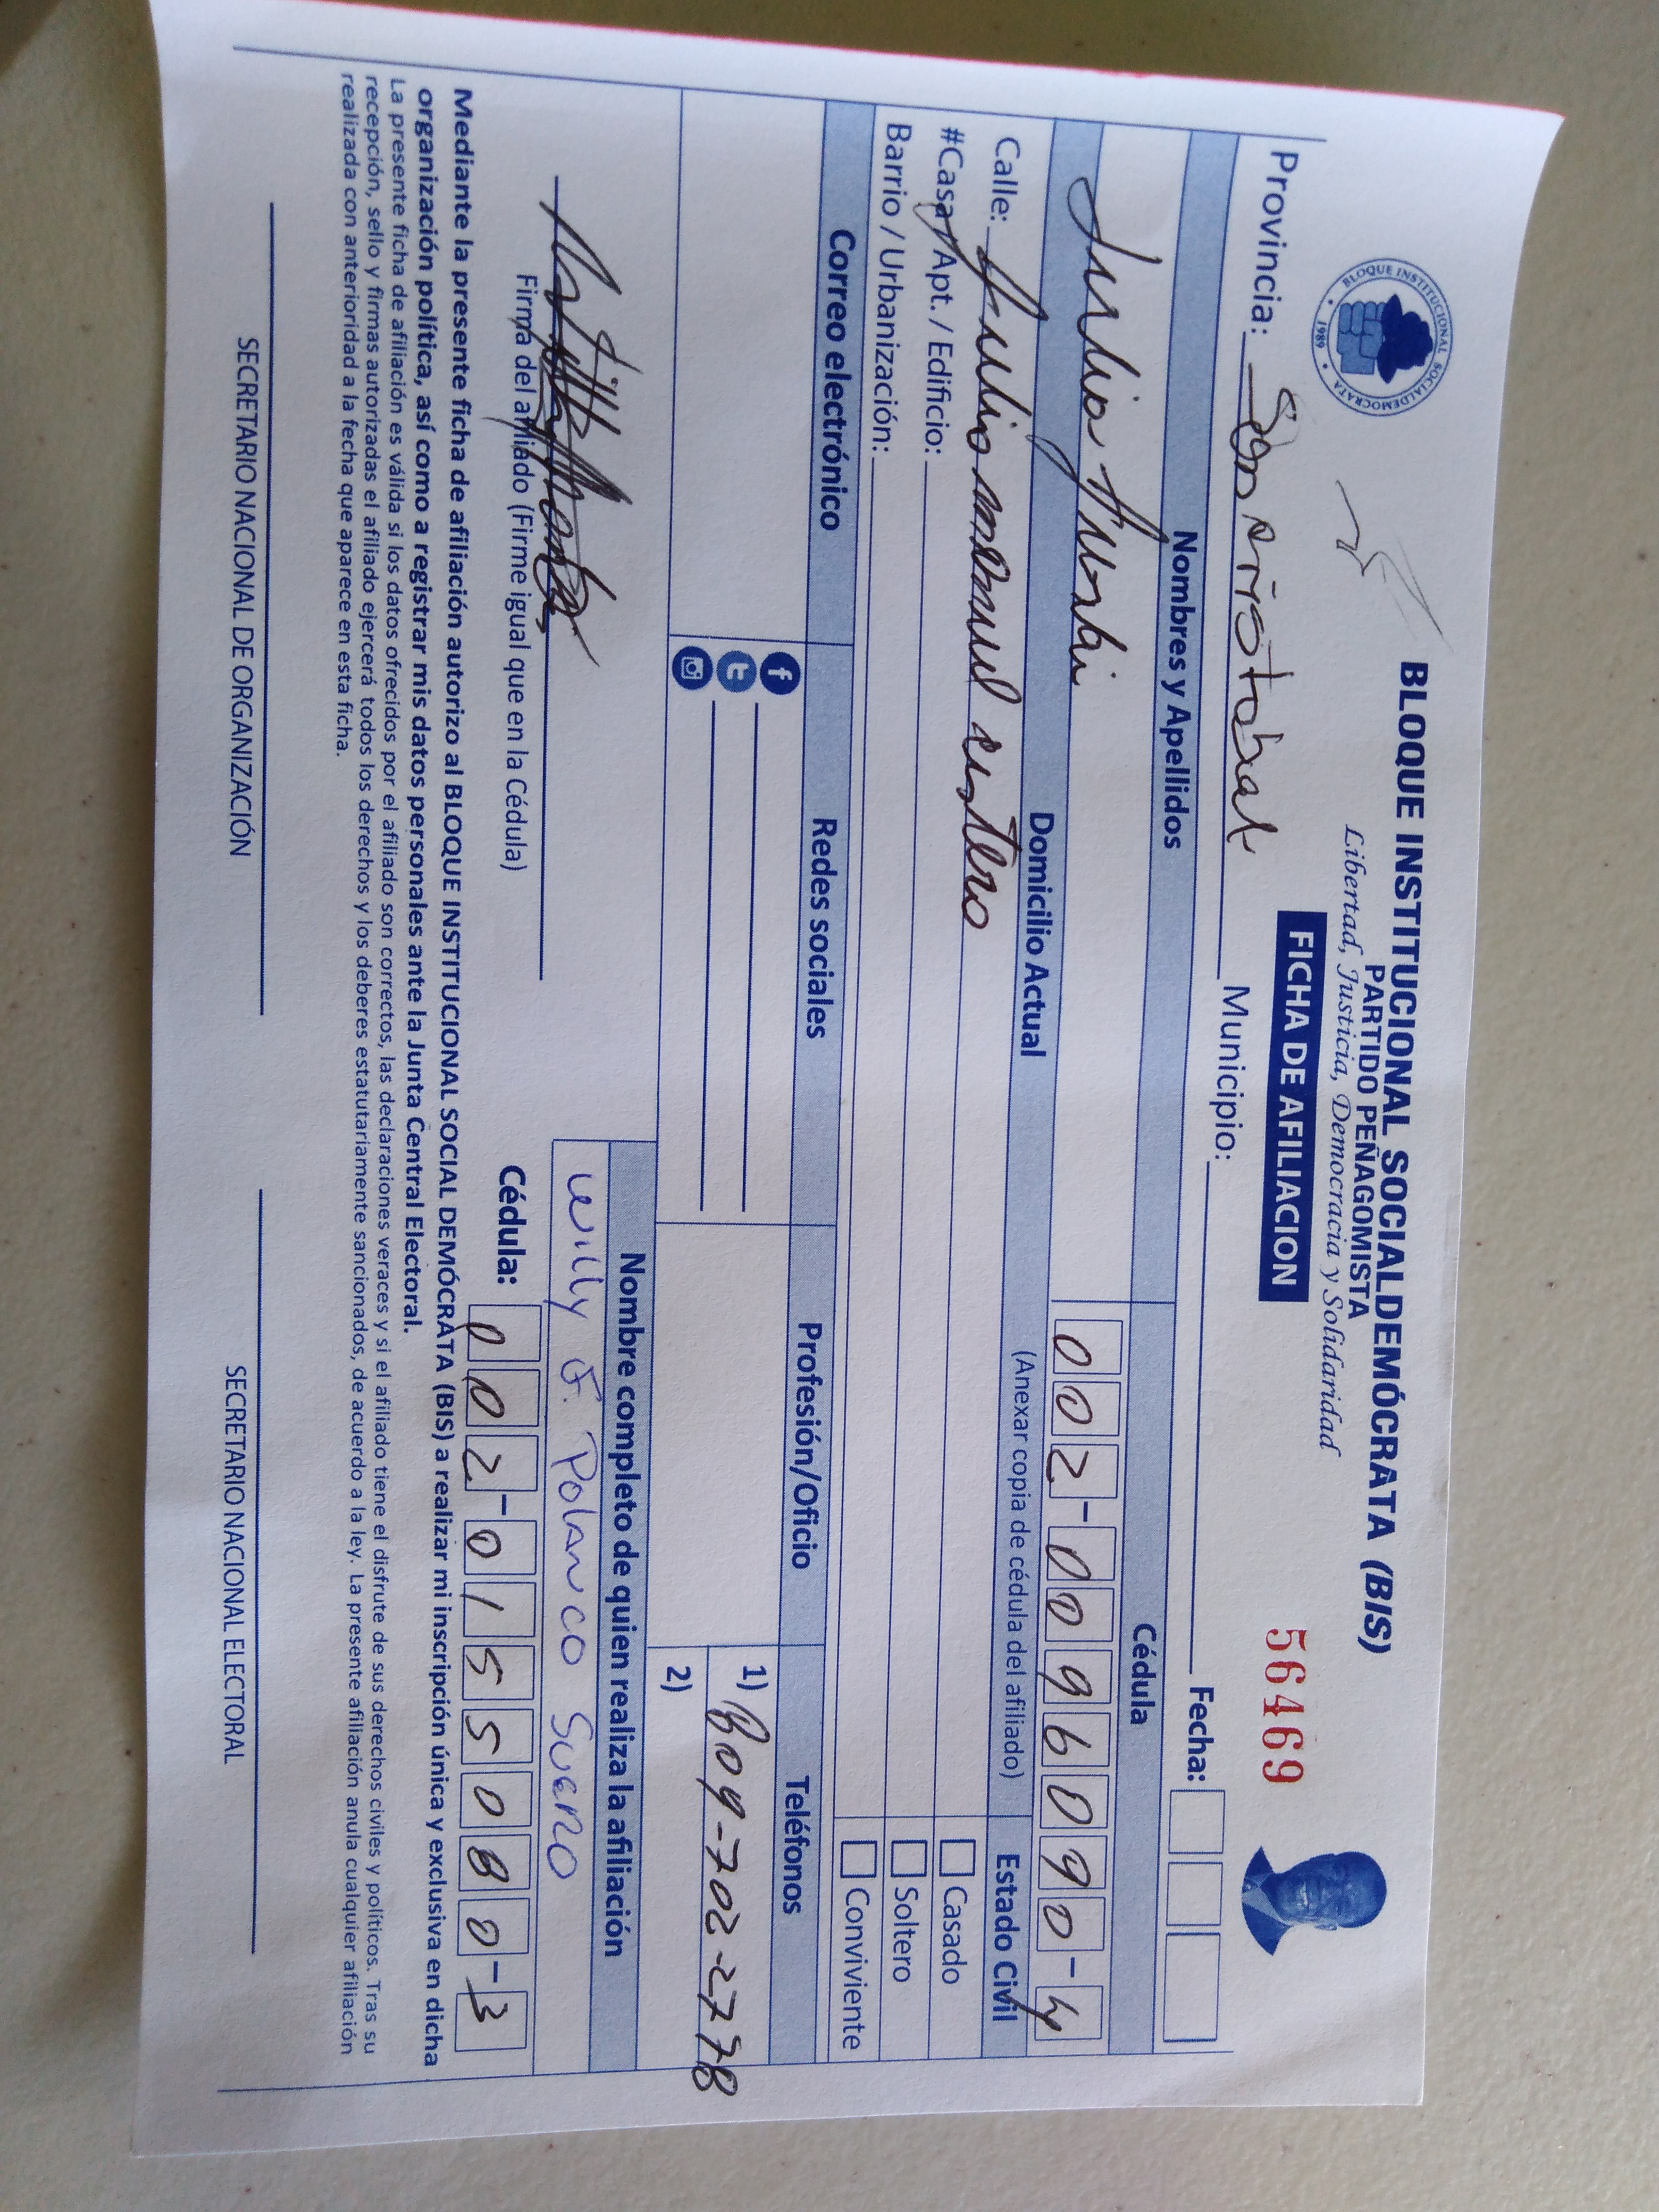 BLOQUE INSTITUCIONAL SOCIALDEMÓCRATA (BIS)
PARTIDO PEÑAGOMISTA
Libertad, Justicia, Democracia y Solidaridad
BLOQUE INSTITUCIONAL SOCIALDEMOCRATA
1989
FICHA DE AFILIACION
56469
Provincia: San cristobal Municipio: Fecha:
Nombres y Apellidos Cédula
Julio 002-0096090-4
Domicilio Actual (Anexar copia de cédula del afiliado) Estado Civil
Calle: Julio manuel Casado
#Casa / Apt. / Edificio: Soltero
Barrio / Urbanización: Conviviente
Correo electrónico Redes sociales Profesión/Oficio Teléfonos
1) 809-702-2778
2)
Nombre completo de quien realiza la afiliación
Willy J. Polanco Suero
Firma del afiliado (Firme igual que en la Cédula)
Cédula: 002-0155080-3
Mediante la presente ficha de afiliación autorizo al BLOQUE INSTITUCIONAL SOCIAL DEMÓCRATA (BIS) a realizar mi inscripción única y exclusiva en dicha
organización política, así como a registrar mis datos personales ante la Junta Central Electoral.
La presente ficha de afiliación es válida si los datos ofrecidos por el afiliado son correctos, las declaraciones veraces y si el afiliado tiene el disfrute de sus derechos civiles y políticos. Tras su
recepción, sello y firmas autorizadas el afiliado ejercerá todos los derechos y los deberes estatutariamente sancionados, de acuerdo a la ley. La presente afiliación anula cualquier afiliación
realizada con anterioridad a la fecha que aparece en esta ficha.
SECRETARIO NACIONAL DE ORGANIZACIÓN SECRETARIO NACIONAL ELECTORAL